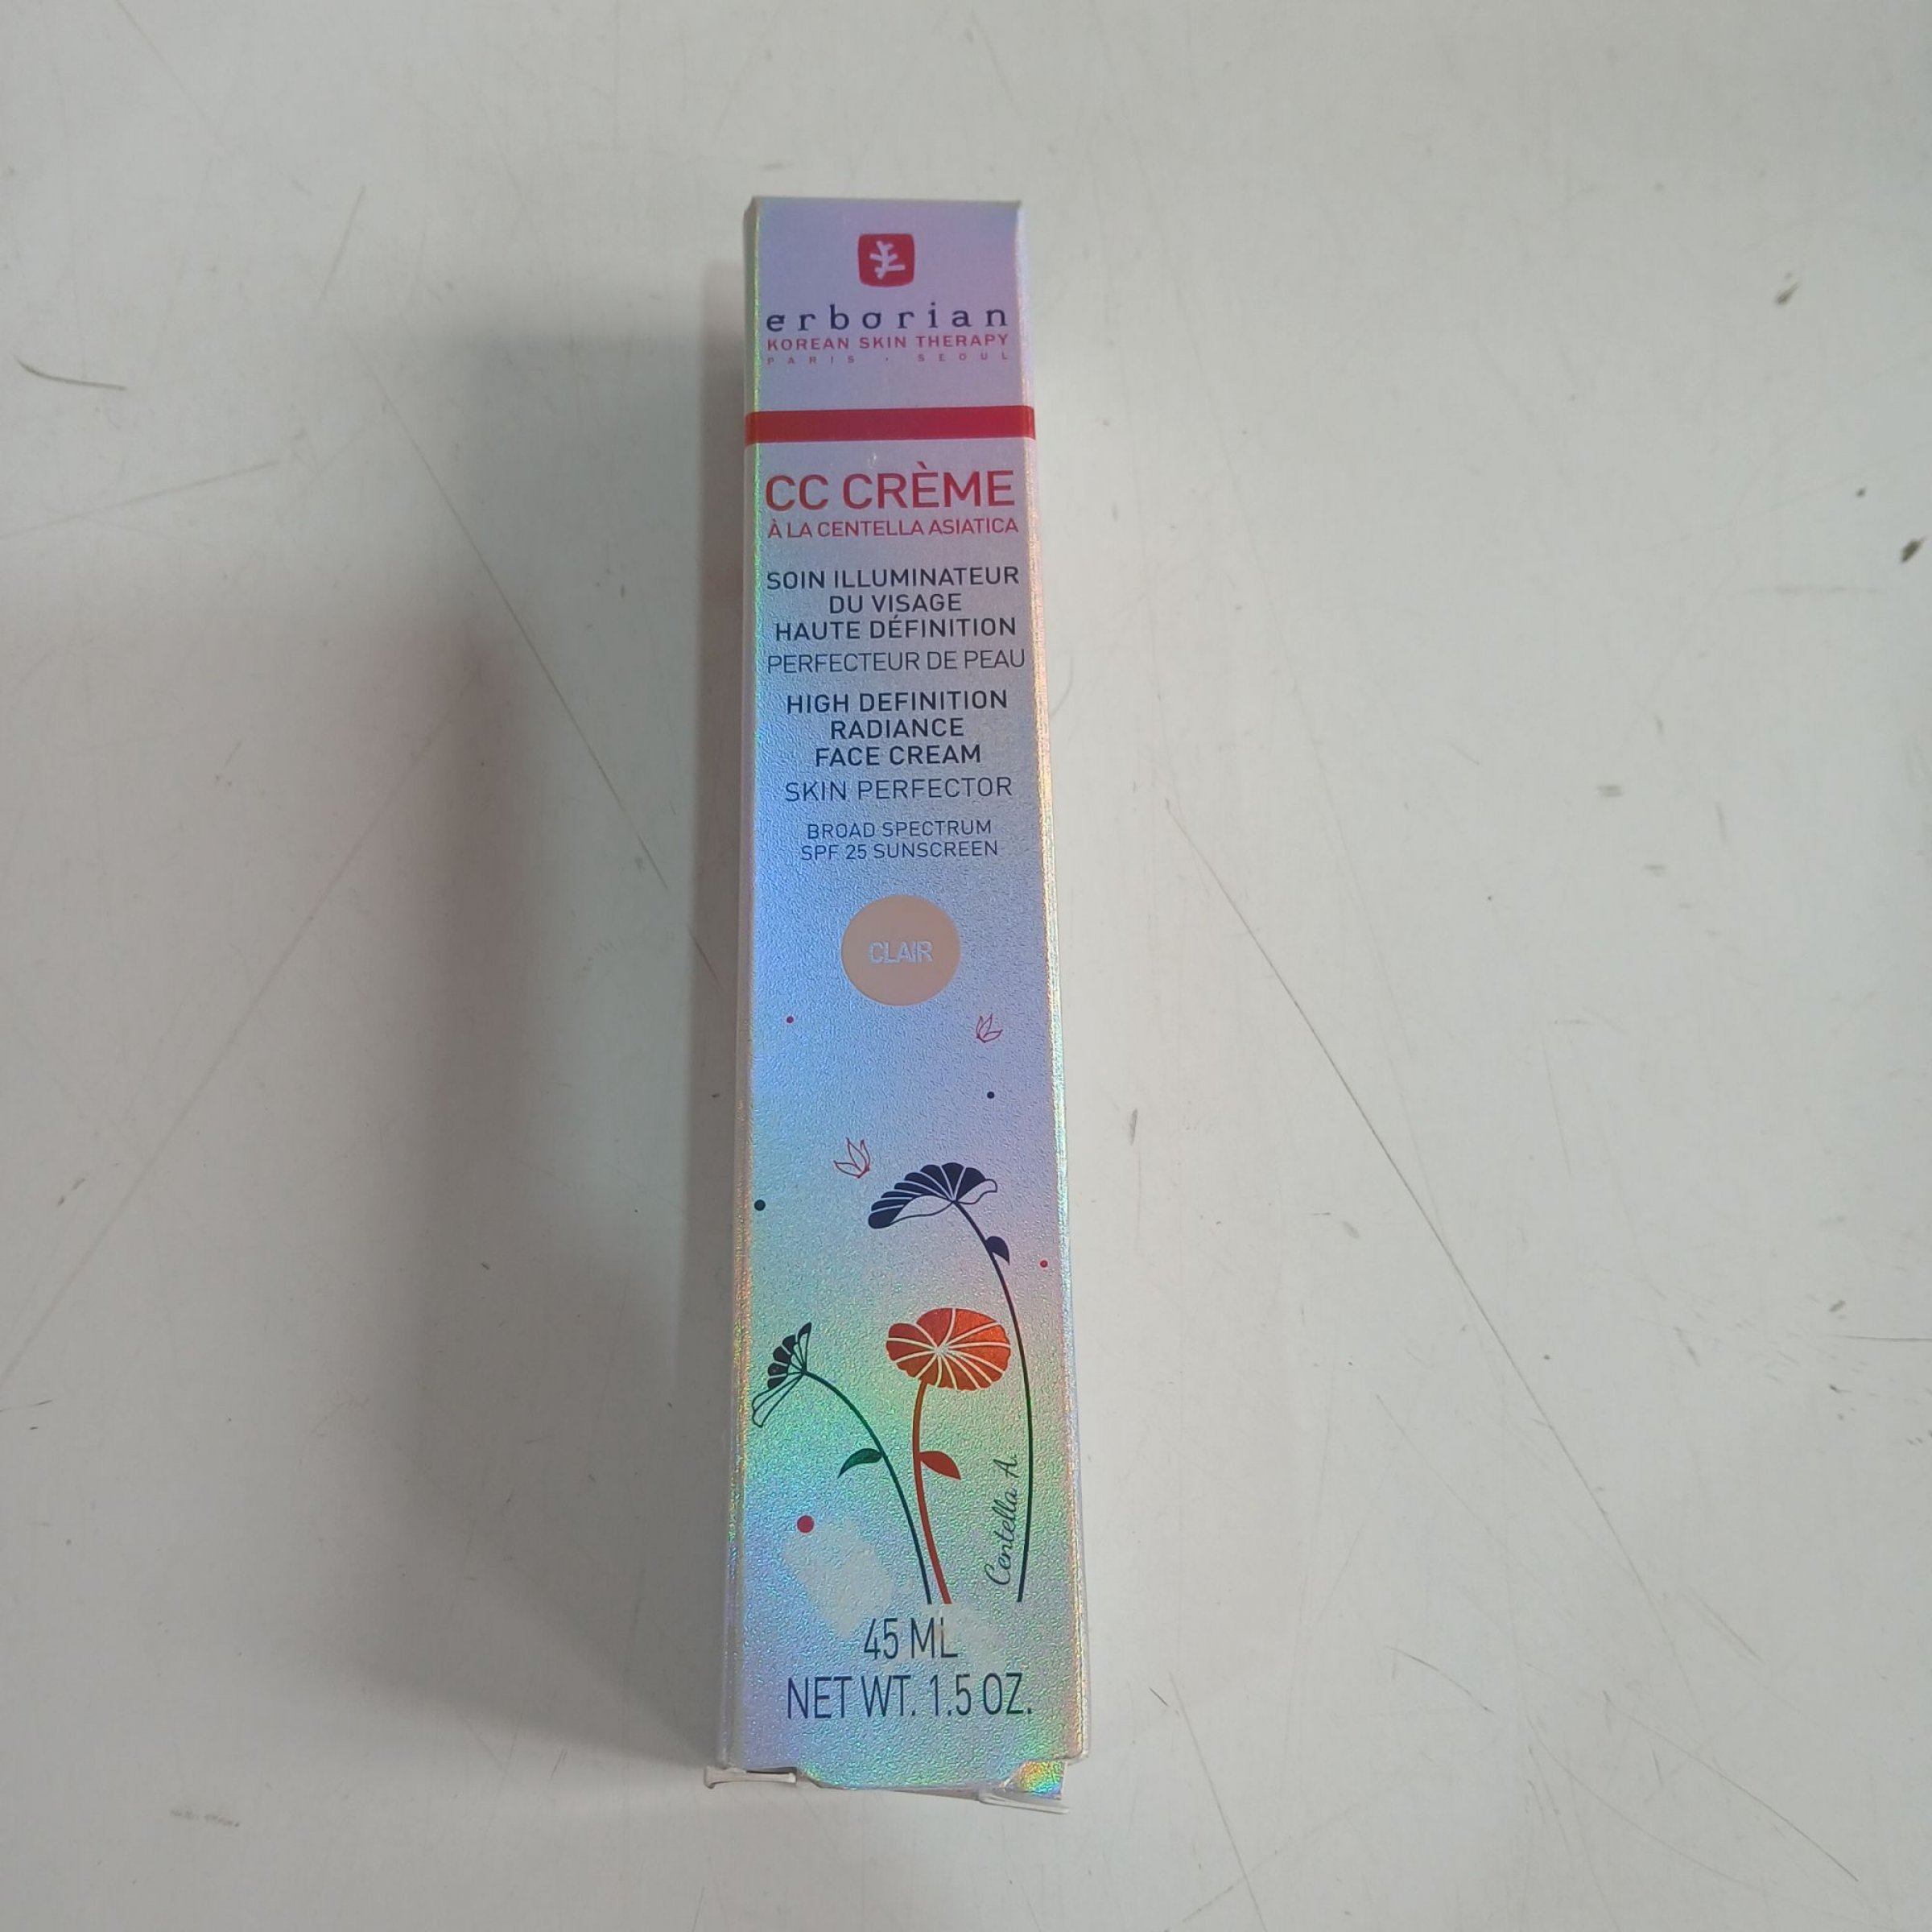 erborian
KOREAN SKIN THERAPY
PARIS • SEOUL
CC CRÈME
À LA CENTELLA ASIATICA
SOIN ILLUMINATEUR
DU VISAGE
HAUTE DÉFINITION
PERFECTEUR DE PEAU
HIGH DEFINITION
RADIANCE
FACE CREAM
SKIN PERFECTOR
BROAD SPECTRUM
SPF 25 SUNSCREEN
CLAIR
Centella A.
45 ML
NET WT. 1.5 OZ.